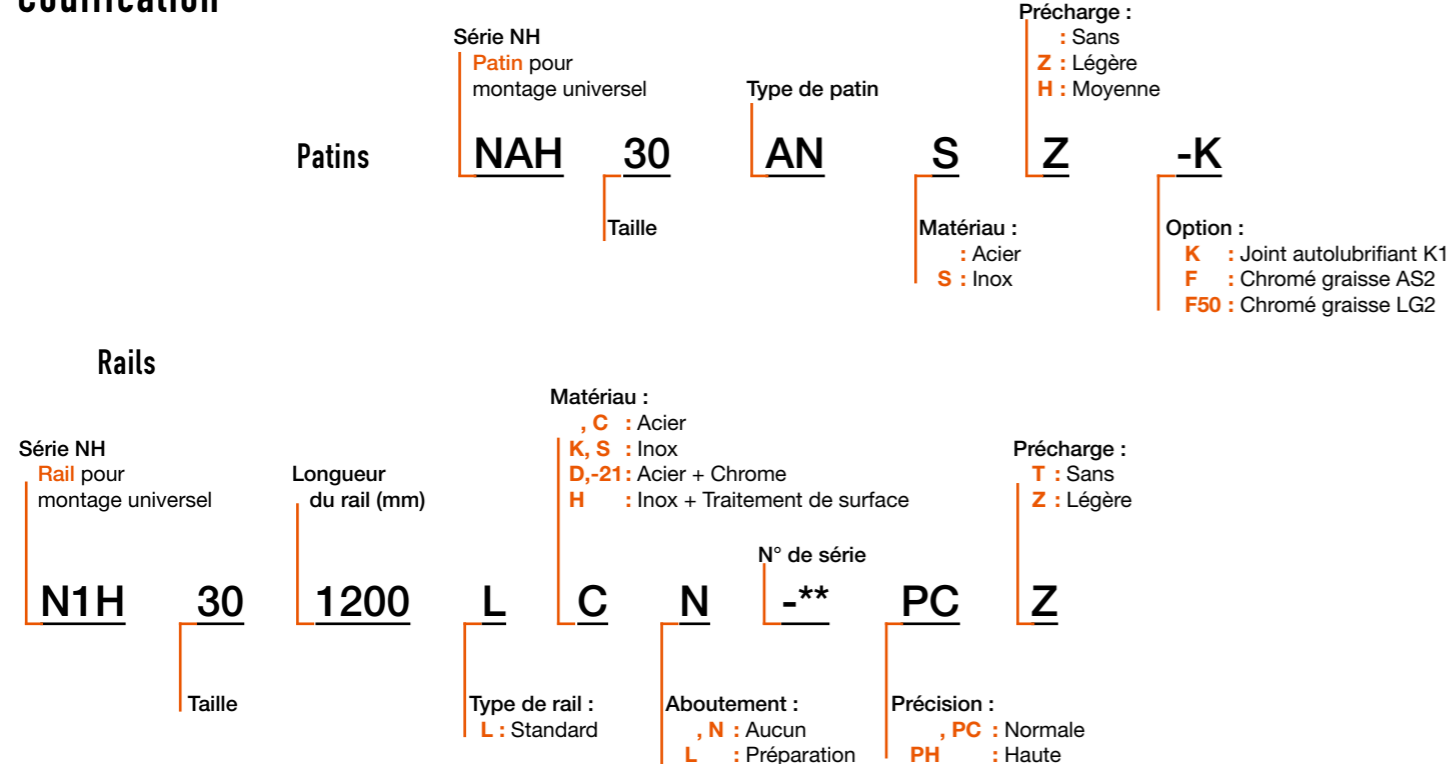 codification
Précharge :
: Sans
Z : Légère
H : Moyenne
Série NH
Patin pour
montage universel
Type de patin
Patins
NAH 30 AN S Z -K
Taille
Matériau :
: Acier
S : Inox
Option :
K : Joint autolubrifiant K1
F : Chromé graisse AS2
F50 : Chromé graisse LG2
Rails
Matériau :
, C : Acier
K, S : Inox
D,-21 : Acier + Chrome
H : Inox + Traitement de surface
Série NH
Rail pour
montage universel
Longueur
du rail (mm)
Précharge :
T : Sans
Z : Légère
N° de série
N1H 30 1200 L C N -** PC Z
Taille
Type de rail :
L : Standard
Aboutement :
, N : Aucun
L : Préparation
Précision :
, PC : Normale
PH : Haute